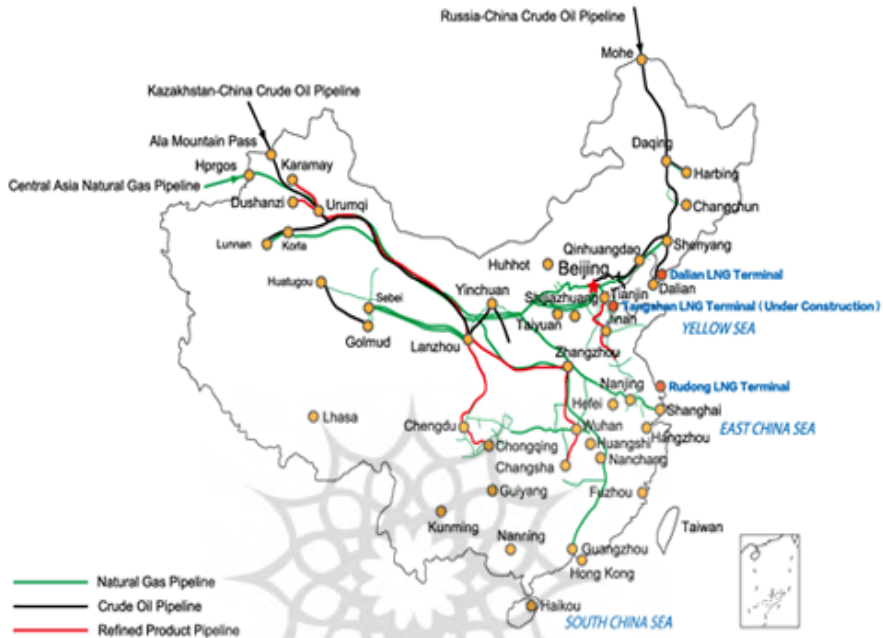 Russia-China Crude Oil Pipeline
Mohe
Kazakhstan-China Crude Oil Pipeline
Ala Mountain Pass
Hprgos
Karamay
Central Asia Natural Gas Pipeline
Dushanzi
Urumqi
Daqing
Harbing
Changchun
Lunnan
Korla
Qinhuangdao
Shenyang
Huhhot
Beijing
Dalian LNG Terminal
Dalian
Huatugou
Sebei
Yinchuan
Shijiazhuang
Tianjin
Tangshan LNG Terminal ( Under Construction )
Taiyuan
Jinan
YELLOW SEA
Golmud
Lanzhou
Zhangzhou
Nanjing
Rudong LNG Terminal
Hefei
Shanghai
Lhasa
Chengdu
Wuhan
Hangzhou
EAST CHINA SEA
Chongqing
Huangshi
Changsha
Nanchang
Guiyang
Fuzhou
Kunming
Nanning
Guangzhou
Taiwan
Hong Kong
Natural Gas Pipeline
Crude Oil Pipeline
Haikou
SOUTH CHINA SEA
Refined Product Pipeline